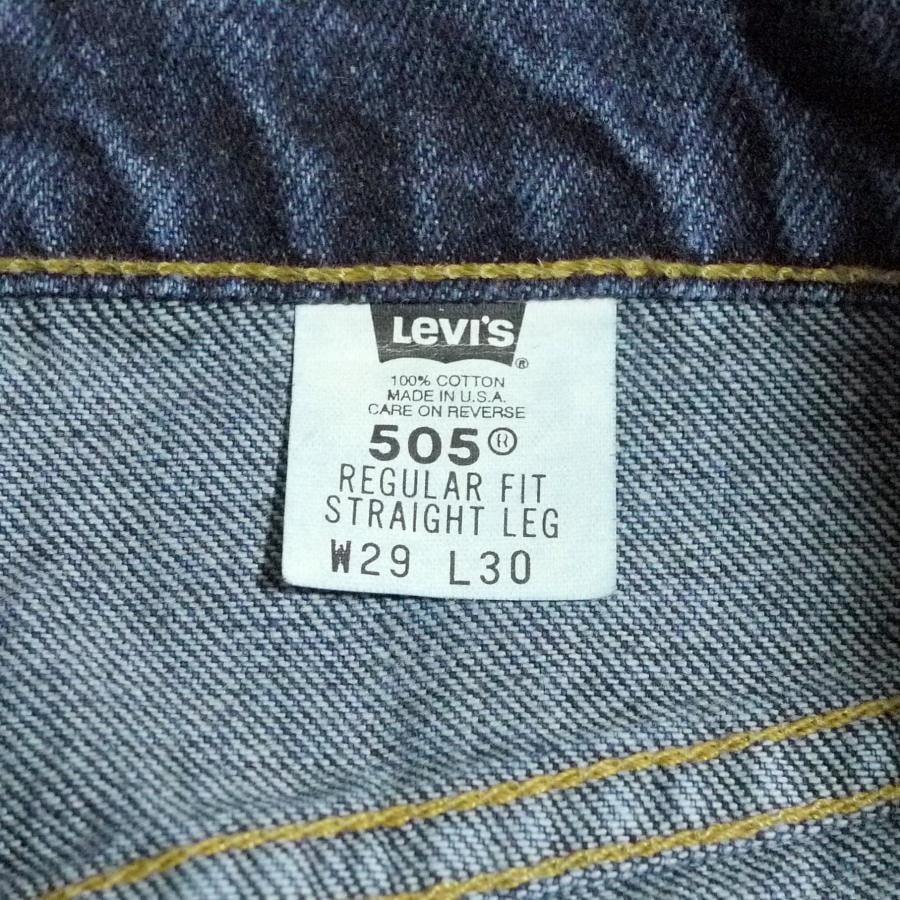 Levi's ®
100% COTTON
MADE IN U.S.A.
CARE ON REVERSE
505®
REGULAR FIT
STRAIGHT LEG
W29 L30